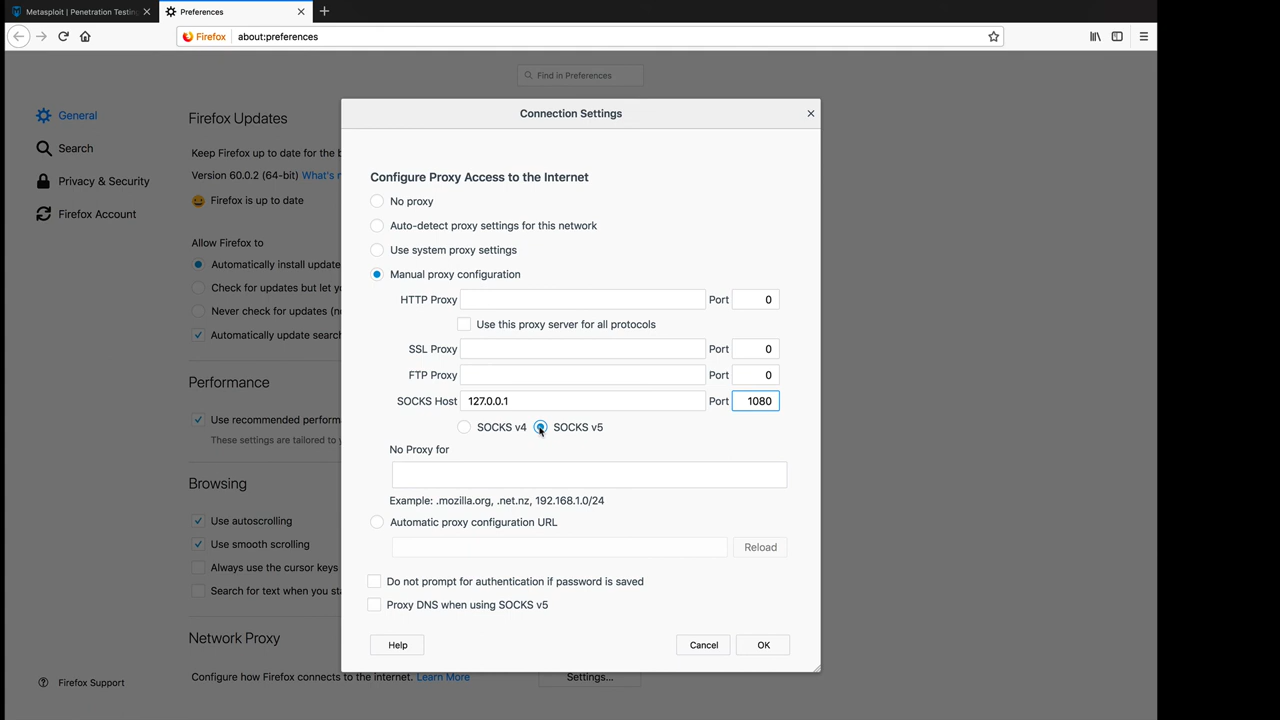 Metasploit | Penetration Testin
Preferences
Firefox
about:preferences
Find in Preferences
General
Search
Privacy & Security
Firefox Account
Firefox Support
Firefox Updates
Keep Firefox up to date for the b
Version 60.0.2 (64-bit) What's n
Firefox is up to date
Allow Firefox to
Automatically install update
Check for updates but let yo
Never check for updates (n
Automatically update search
Performance
Use recommended perform
These settings are tailored to y
Browsing
Use autoscrolling
Use smooth scrolling
Always use the cursor keys
Search for text when you sta
Network Proxy
Configure how Firefox connects to the internet. Learn More
Settings...
Connection Settings
Configure Proxy Access to the Internet
No proxy
Auto-detect proxy settings for this network
Use system proxy settings
Manual proxy configuration
HTTP Proxy Port 0
Use this proxy server for all protocols
SSL Proxy Port 0
FTP Proxy Port 0
SOCKS Host 127.0.0.1 Port 1080
SOCKS v4 SOCKS v5
No Proxy for
Example: .mozilla.org, .net.nz, 192.168.1.0/24
Automatic proxy configuration URL
Reload
Do not prompt for authentication if password is saved
Proxy DNS when using SOCKS v5
Help Cancel OK